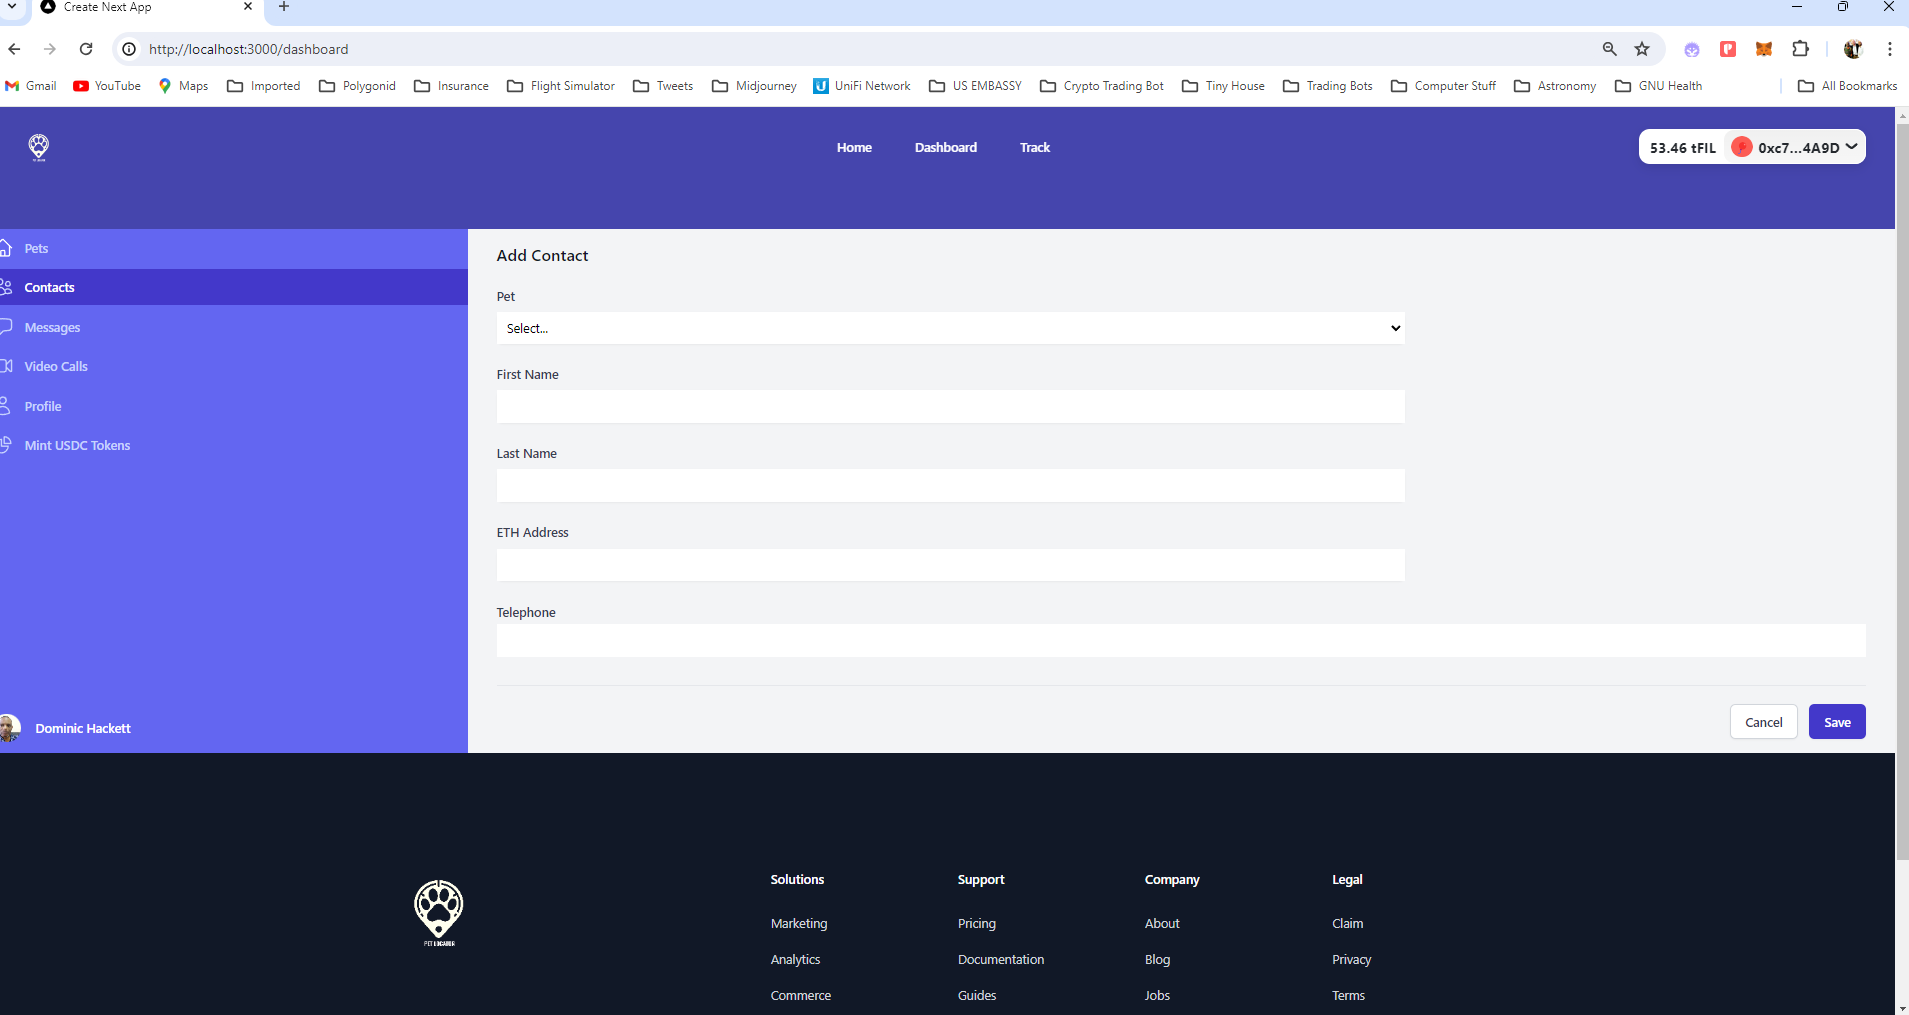 Create Next App
http://localhost:3000/dashboard
Gmail YouTube Maps Imported Polygonid Insurance Flight Simulator Tweets Midjourney UniFi Network US EMBASSY Crypto Trading Bot Tiny House Trading Bots Computer Stuff Astronomy GNU Health All Bookmarks
Home Dashboard Track 53.46 tFIL 0xc7...4A9D
Pets
Contacts
Messages
Video Calls
Profile
Mint USDC Tokens
Dominic Hackett
Add Contact
Pet
Select...
First Name
Last Name
ETH Address
Telephone
Cancel Save
PET LOCATOR
Solutions Support Company Legal
Marketing Pricing About Claim
Analytics Documentation Blog Privacy
Commerce Guides Jobs Terms